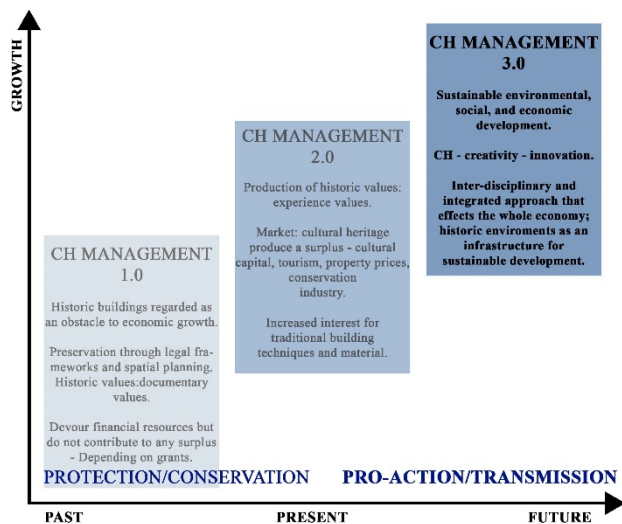 GROWTH
CH MANAGEMENT
3.0
Sustainable environmental,
social, and economic
development.
CH - creativity - innovation.
Inter-disciplinary and
integrated approach that
effects the whole economy;
historic enviroments as an
infrastructure for
sustainable development.
CH MANAGEMENT
2.0
Production of historic values:
experience values.
Market: cultural heritage
produce a surplus - cultural
capital, tourism, property prices,
conservation
industry.
Increased interest for
traditional building
techniques and material.
CH MANAGEMENT
1.0
Historic buildings regarded as
an obstacle to economic growth.
Preservation through legal fra-
meworks and spatial planning.
Historic values:documentary
values.
Devour financial resources but
do not contribute to any surplus
- Depending on grants.
PROTECTION/CONSERVATION
PRO-ACTION/TRANSMISSION
PAST
PRESENT
FUTURE